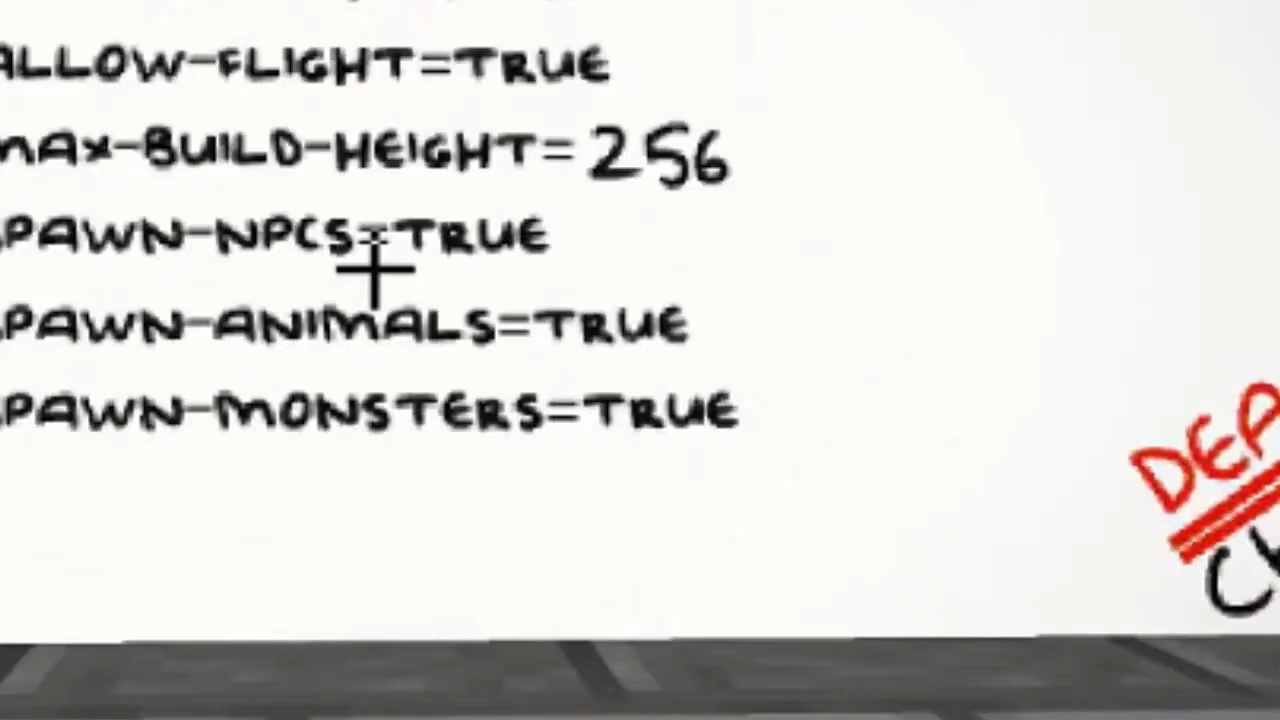 ALLOW-FLIGHT=TRUE
MAX-BUILD-HEIGHT=256
PAWN-NPCS=TRUE
PAWN-ANIMALS=TRUE
PAWN-MONSTERS=TRUE
DEP